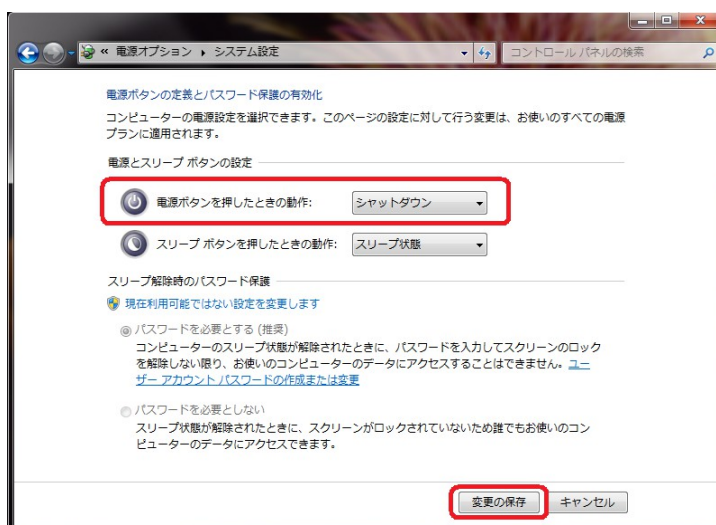 « 電源オプション ▸ システム設定
コントロール パネルの検索
電源ボタンの定義とパスワード保護の有効化
コンピューターの電源設定を選択できます。このページの設定に対して行う変更は、お使いのすべての電源
プランに適用されます。
電源とスリープ ボタンの設定
電源ボタンを押したときの動作: シャットダウン
スリープ ボタンを押したときの動作: スリープ状態
スリープ解除時のパスワード保護
現在利用可能ではない設定を変更します
パスワードを必要とする (推奨)
コンピューターのスリープ状態が解除されたときに、パスワードを入力してスクリーンのロック
を解除しない限り、お使いのコンピューターのデータにアクセスすることはできません。ユー
ザー アカウント パスワードの作成または変更
パスワードを必要としない
スリープ状態が解除されたときに、スクリーンがロックされていないため誰でもお使いのコン
ピューターのデータにアクセスできます。
変更の保存 キャンセル